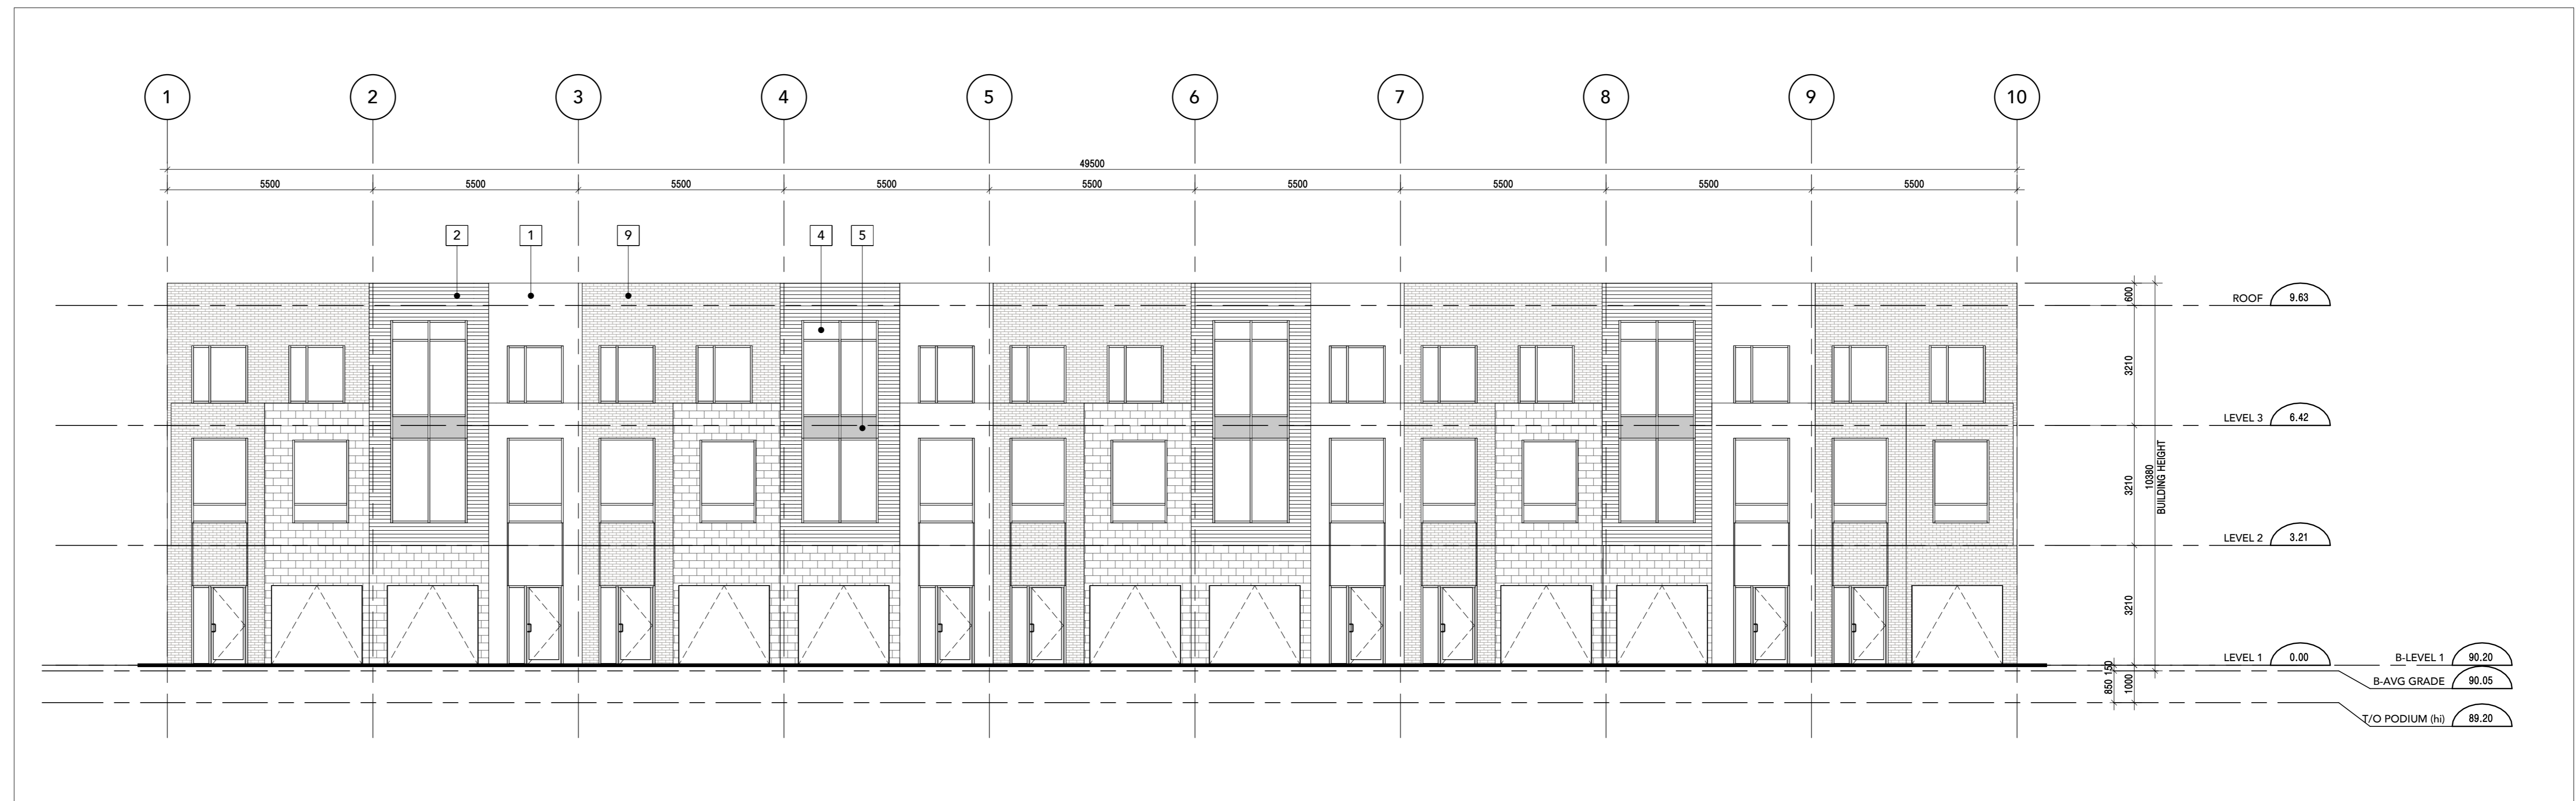 1 2 3 4 5 6 7 8 9 10
49500
5500 5500 5500 5500 5500 5500 5500 5500 5500
2 1 9 4 5
600
ROOF 9.63
3210
LEVEL 3 6.42
3210
10380
BUILDING HEIGHT
LEVEL 2 3.21
3210
LEVEL 1 0.00 B-LEVEL 1 90.20
150
850
1000
B-AVG GRADE 90.05
T/O PODIUM (hi) 89.20